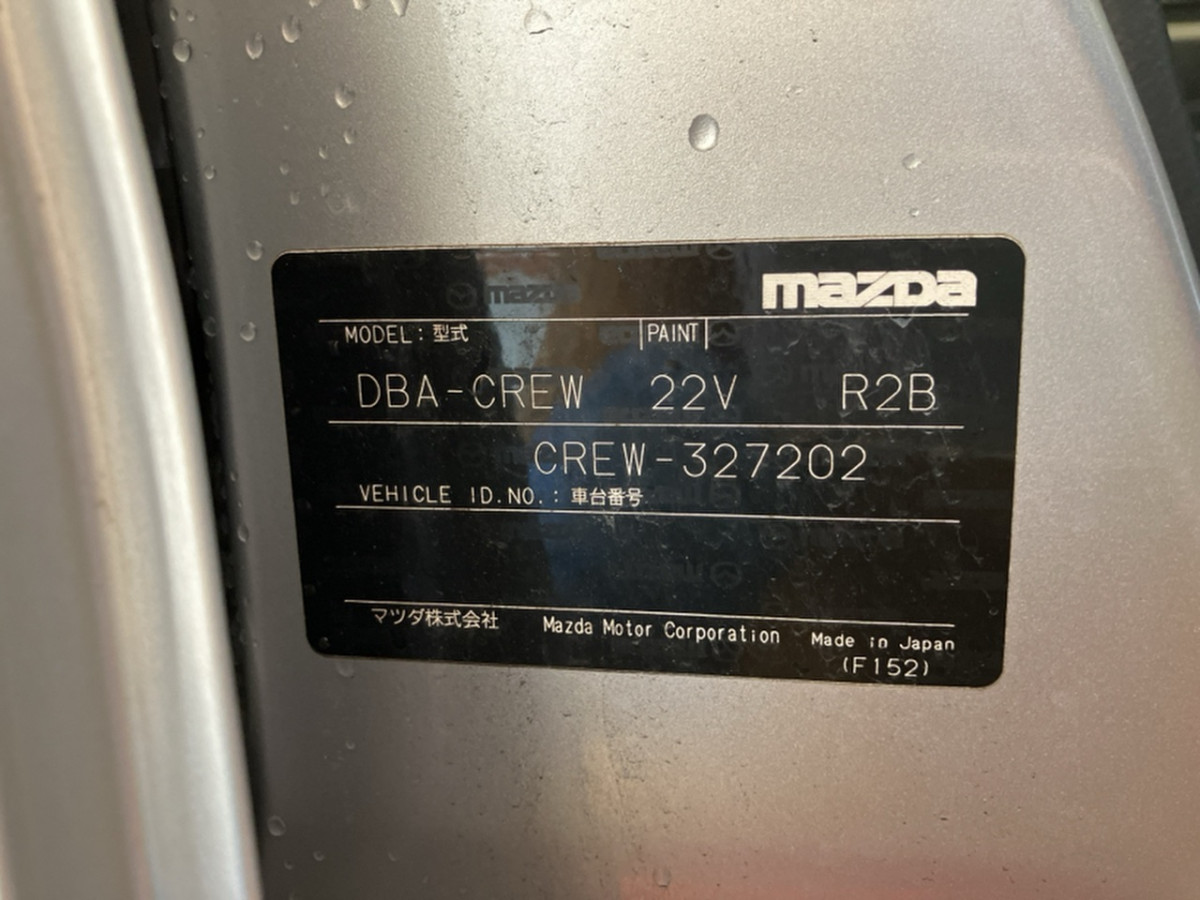 mazda
MODEL：型式 PAINT
DBA-CREW 22V R2B
CREW-327202
VEHICLE ID.NO.：車台番号
マツダ株式会社 Mazda Motor Corporation Made in Japan
(F152)